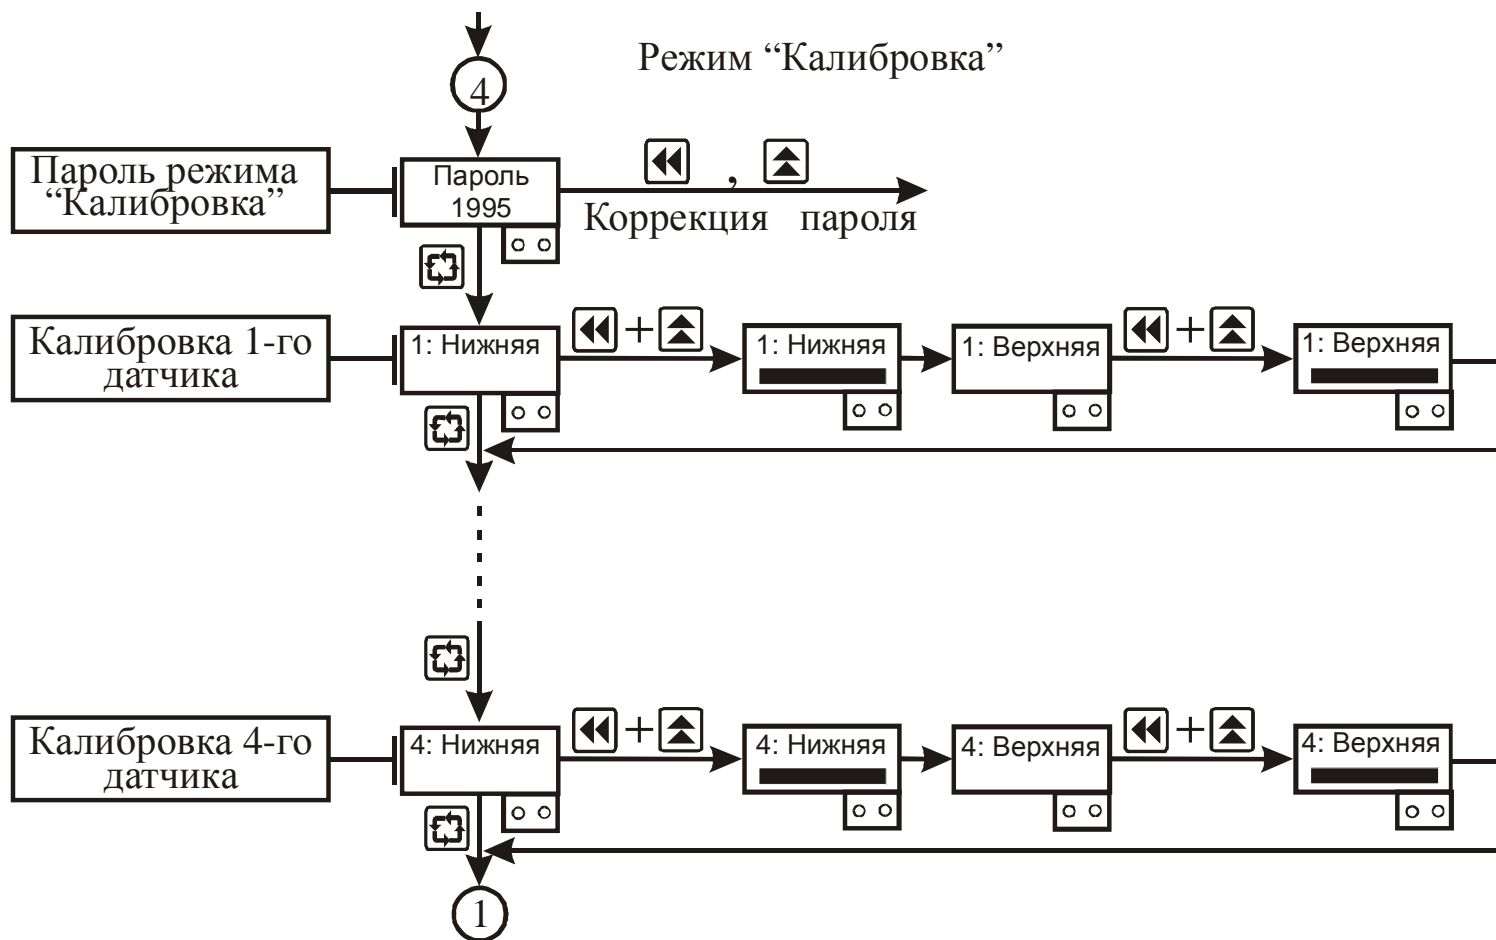 Режим “Калибровка”
4
Пароль режима
“Калибровка”
Пароль
1995
,
Коррекция пароля
Калибровка 1-го
датчика
1: Нижняя
+
1: Нижняя
1: Верхняя
+
1: Верхняя
Калибровка 4-го
датчика
4: Нижняя
+
4: Нижняя
4: Верхняя
+
4: Верхняя
1